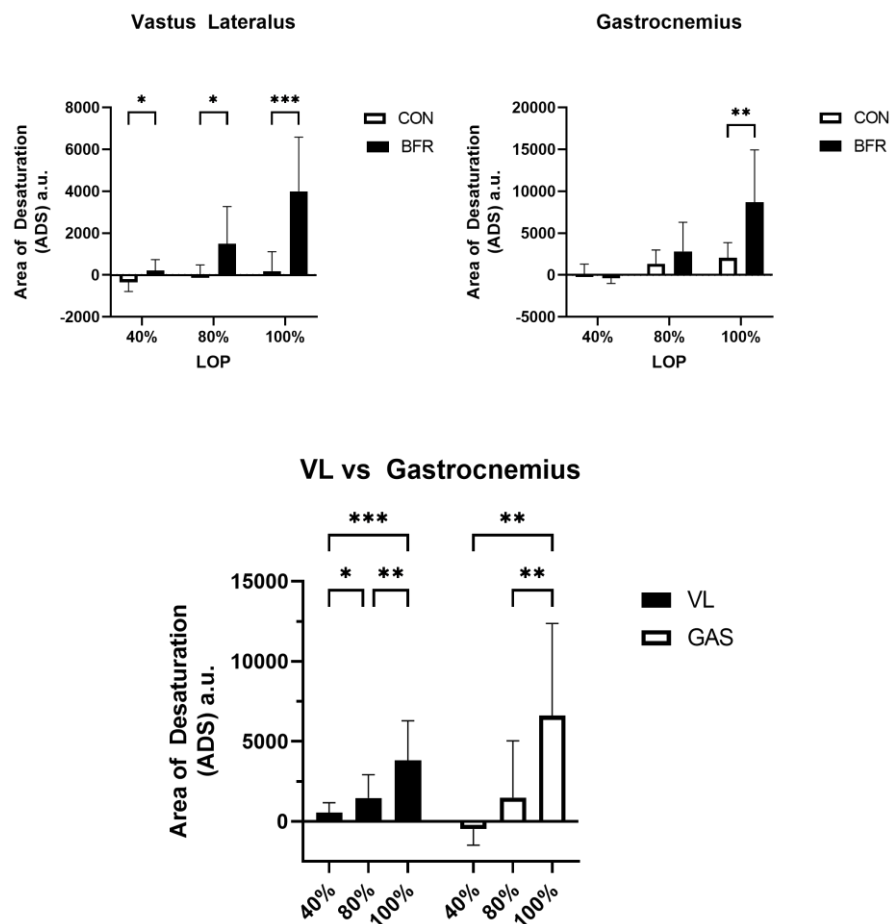 Vastus Lateralus
Area of Desaturation
(ADS) a.u.
8000
6000
4000
2000
0
-2000
*
*
***
CON
BFR
40%
80%
100%
LOP
Gastrocnemius
Area of Desaturation
(ADS) a.u.
20000
15000
10000
5000
0
-5000
**
CON
BFR
40%
80%
100%
LOP
VL vs Gastrocnemius
Area of Desaturation
(ADS) a.u.
15000
10000
5000
0
***
**
*
**
**
VL
GAS
40%
80%
100%
40%
80%
100%